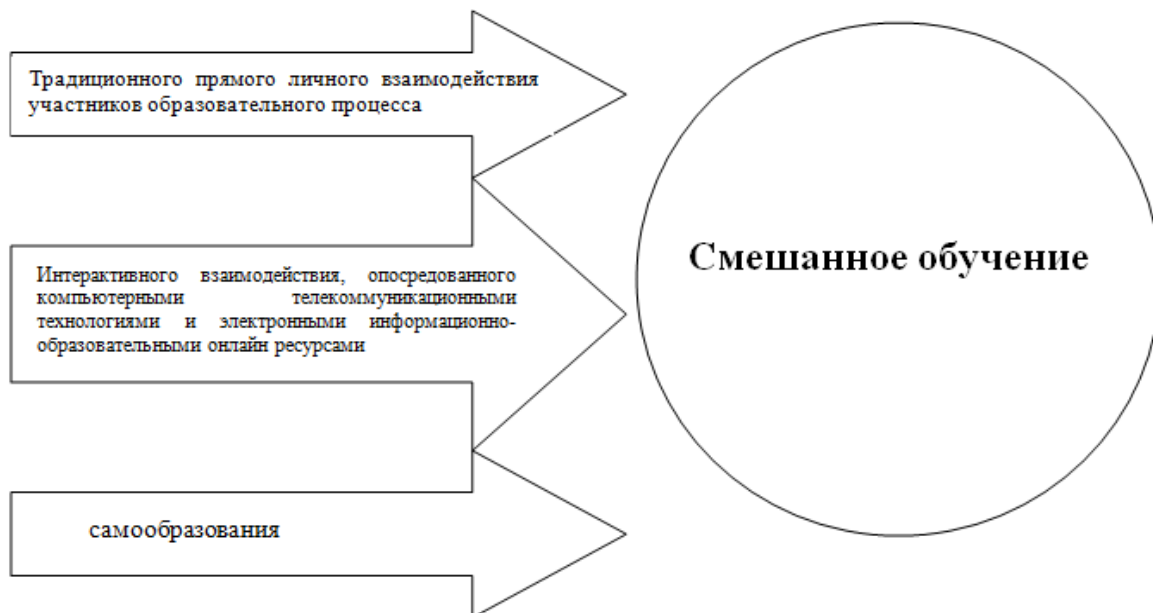 Традиционного прямого личного взаимодействия
участников образовательного процесса
Интерактивного взаимодействия, опосредованного
компьютерными телекоммуникационными
технологиями и электронными информационно-
образовательными онлайн ресурсами
самообразования
Смешанное обучение